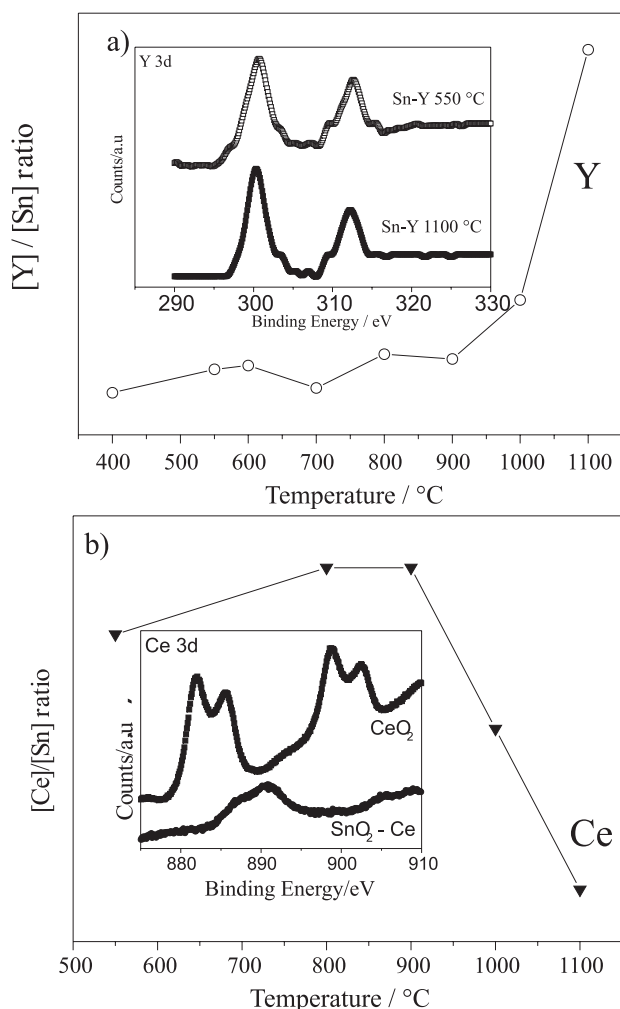 a)
Y 3d
Sn-Y 550 °C
Sn-Y 1100 °C
Counts/a.u
290 300 310 320 330
Binding Energy / eV
Y
[Y] / [Sn] ratio
400 500 600 700 800 900 1000 1100
Temperature / °C
b)
Ce 3d
CeO2
SnO2 - Ce
Counts/a.u
880 890 900 910
Binding Energy/eV
Ce
[Ce]/[Sn] ratio
500 600 700 800 900 1000 1100
Temperature / °C